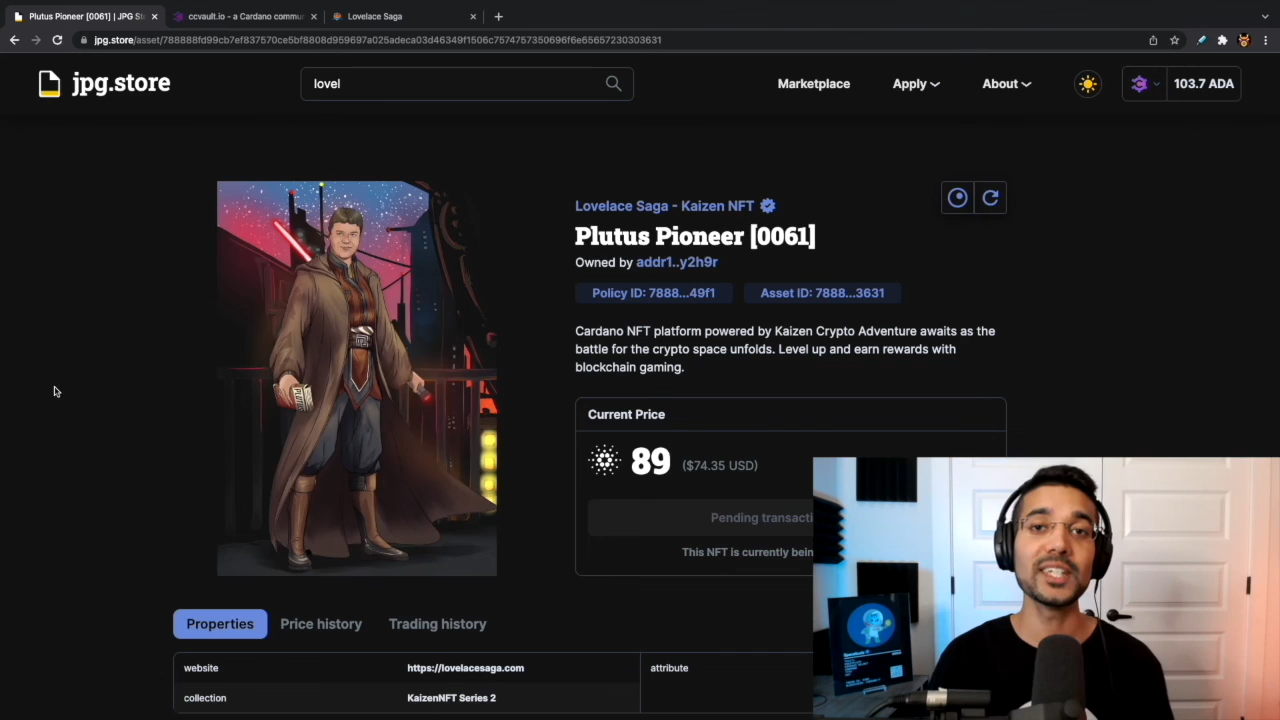 Plutus Pioneer [0061] | JPG St
ccvault.io - a Cardano commu
Lovelace Saga
jpg.store/asset/788888fd99cb7ef837570ce5bf8808d959697a025adeca03d46349f1506c7574757350696f6e65657230303631
jpg.store
lovel
Marketplace
Apply
About
103.7 ADA
Lovelace Saga - Kaizen NFT
Plutus Pioneer [0061]
Owned by addr1..y2h9r
Policy ID: 7888...49f1
Asset ID: 7888...3631
Cardano NFT platform powered by Kaizen Crypto Adventure awaits as the
battle for the crypto space unfolds. Level up and earn rewards with
blockchain gaming.
Current Price
89 ($74.35 USD)
Pending transacti
This NFT is currently bein
Properties
Price history
Trading history
website
https://lovelacesaga.com
attribute
collection
KaizenNFT Series 2